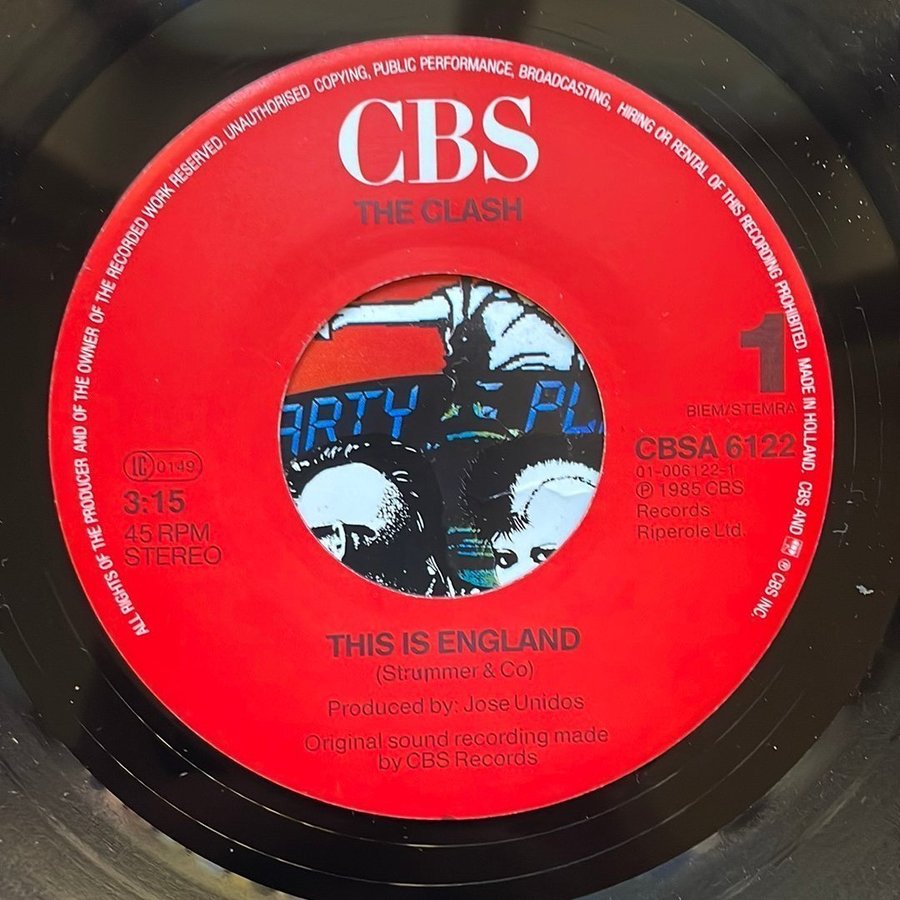 ALL RIGHTS OF THE PRODUCER AND OF THE OWNER OF THE RECORDED WORK RESERVED. UNAUTHORISED COPYING, PUBLIC PERFORMANCE, BROADCASTING, HIRING OR RENTAL OF THIS RECORDING PROHIBITED. MADE IN HOLLAND. CBS AND ® CBS INC.
CBS
THE CLASH
1
BIEM/STEMRA
ARTY
PL
CBSA 6122
01-006122-1
℗ 1985 CBS
Records
Riperole Ltd.
LC 0149
3:15
45 RPM
STEREO
THIS IS ENGLAND
(Strummer & Co)
Produced by: Jose Unidos
Original sound recording made
by CBS Records